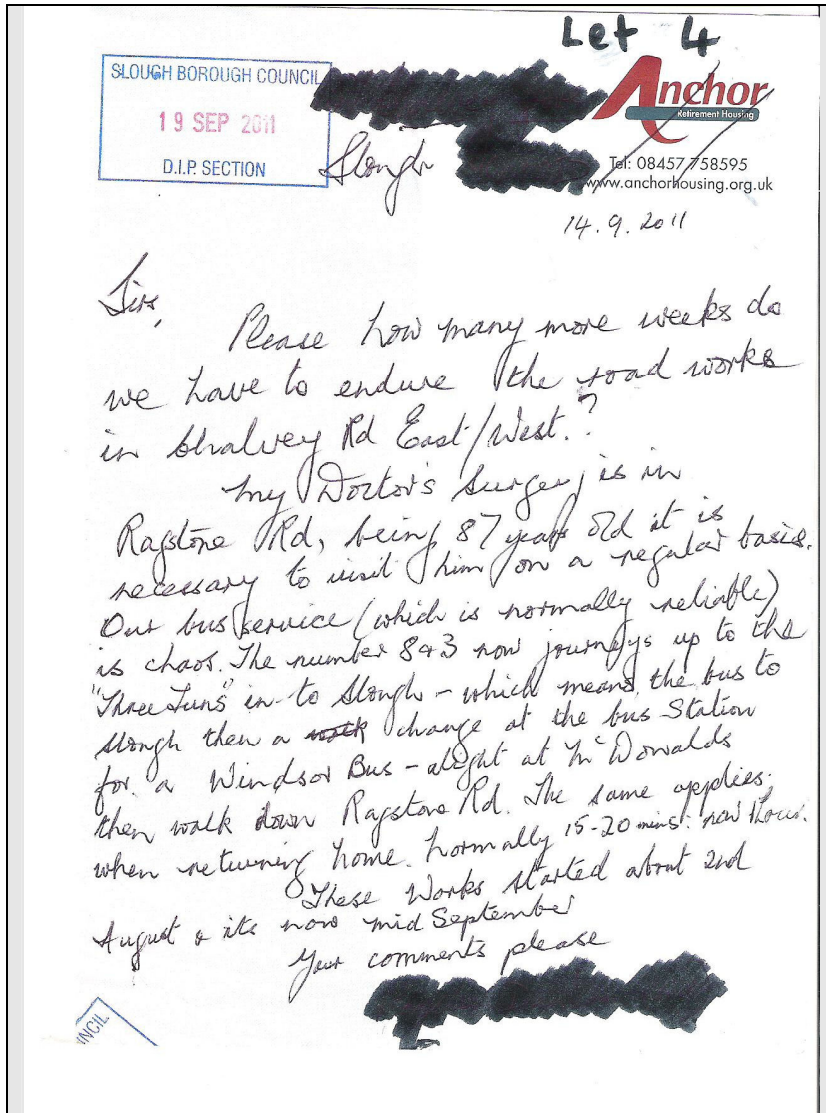 Let 4
SLOUGH BOROUGH COUNCIL
19 SEP 2011
D.I.P. SECTION
Anchor
Retirement Housing
Slough
Tel: 08457 758595
www.anchorhousing.org.uk
14.9.2011
Sirs,
Please how many more weeks do
we have to endure the road works
in Chalvey Rd East/West.?
My Doctor's Surgery is in
Ragstone Rd, being 87 years old it is
necessary to visit him on a regular basis.
Our bus service (which is normally reliable)
is chaos. The number 8&3 now journeys up to the
"Three Tuns" in to Slough - which means the bus to
Slough then a walk change at the bus Station
for a Windsor Bus - alight at McDonalds
then walk down Ragstone Rd. The same applies
when returning home. Normally 15-20 mins: now 1 hour.
These Works started about 2nd
August & its now mid September
Your comments please
NCIL